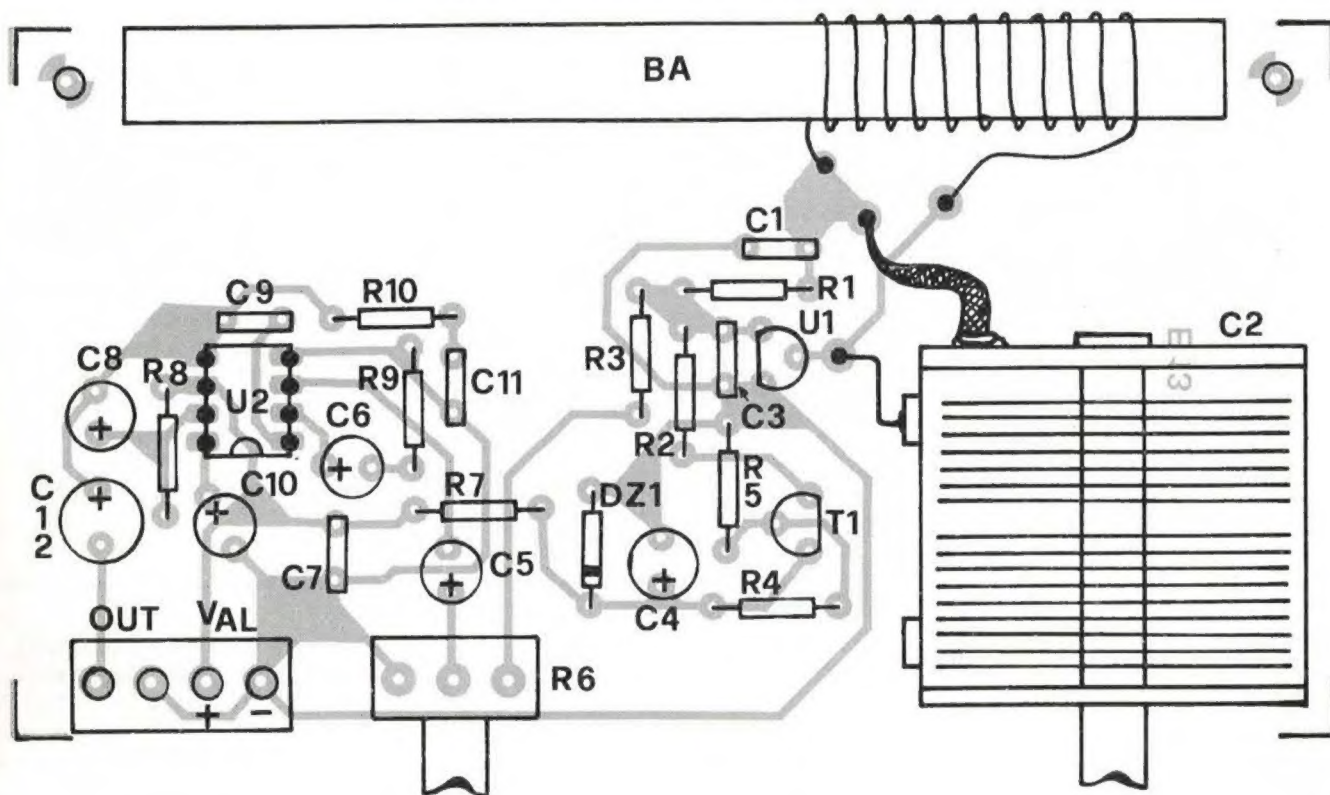 BA
C1
C9
R10
R1
U1
C2
E43
C8
R8
U2
R9
C11
R3
C6
C3
R2
C
1
2
C10
R7
DZ1
R
5
T1
C7
C5
C4
R4
OUT
VAL
R6
+
-
+
+
+
+
+
+